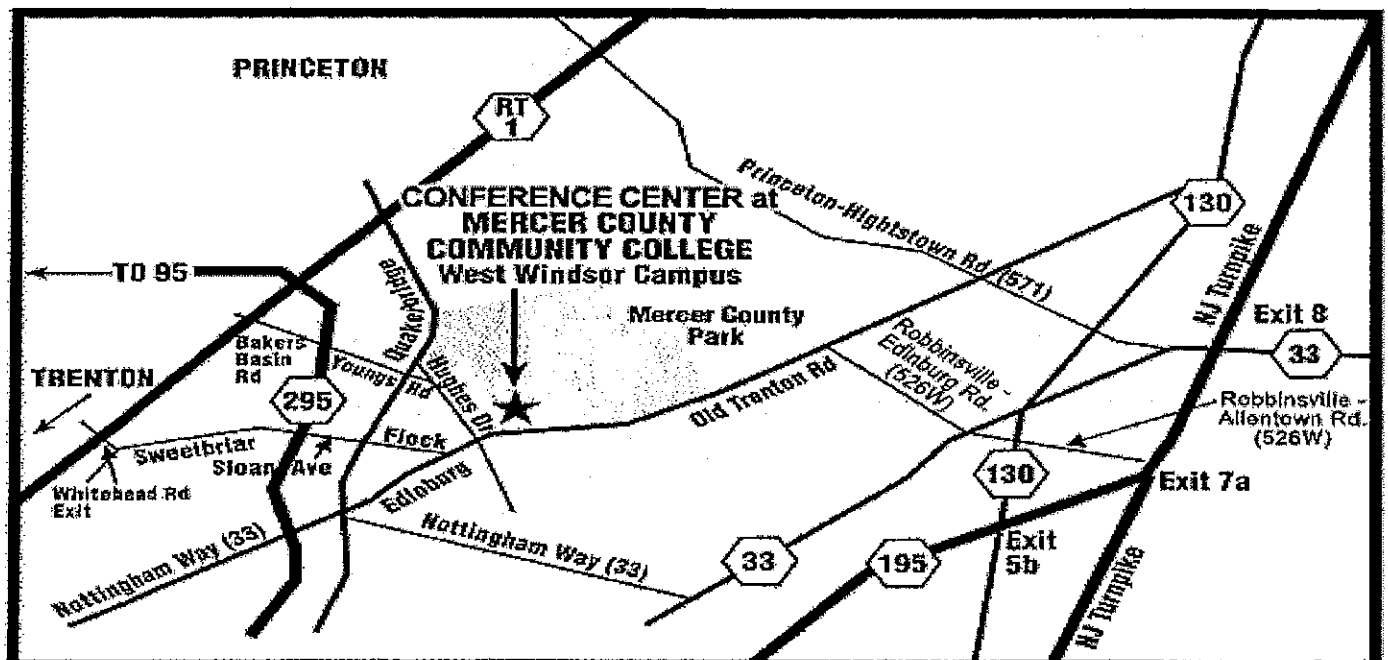 PRINCETON
RT
1
CONFERENCE CENTER at
MERCER COUNTY
COMMUNITY COLLEGE
West Windsor Campus
Princeton-Hightstown Rd. (571)
130
TO 95
Quakerbridge
Mercer County
Park
NJ Turnpike
Exit 8
33
Bakers
Basin
Rd
Youngs Rd
Hughes Dr
Robbinsville -
Edinburg Rd.
(526W)
TRENTON
295
Old Trenton Rd
Robbinsville -
Allentown Rd.
(526W)
Sweetbriar
Sloan Ave
Flock
Whitehead Rd
Exit
Edinburg
130
Exit 7a
Nottingham Way (33)
Nottingham Way (33)
33
195
Exit
5b
NJ Turnpike